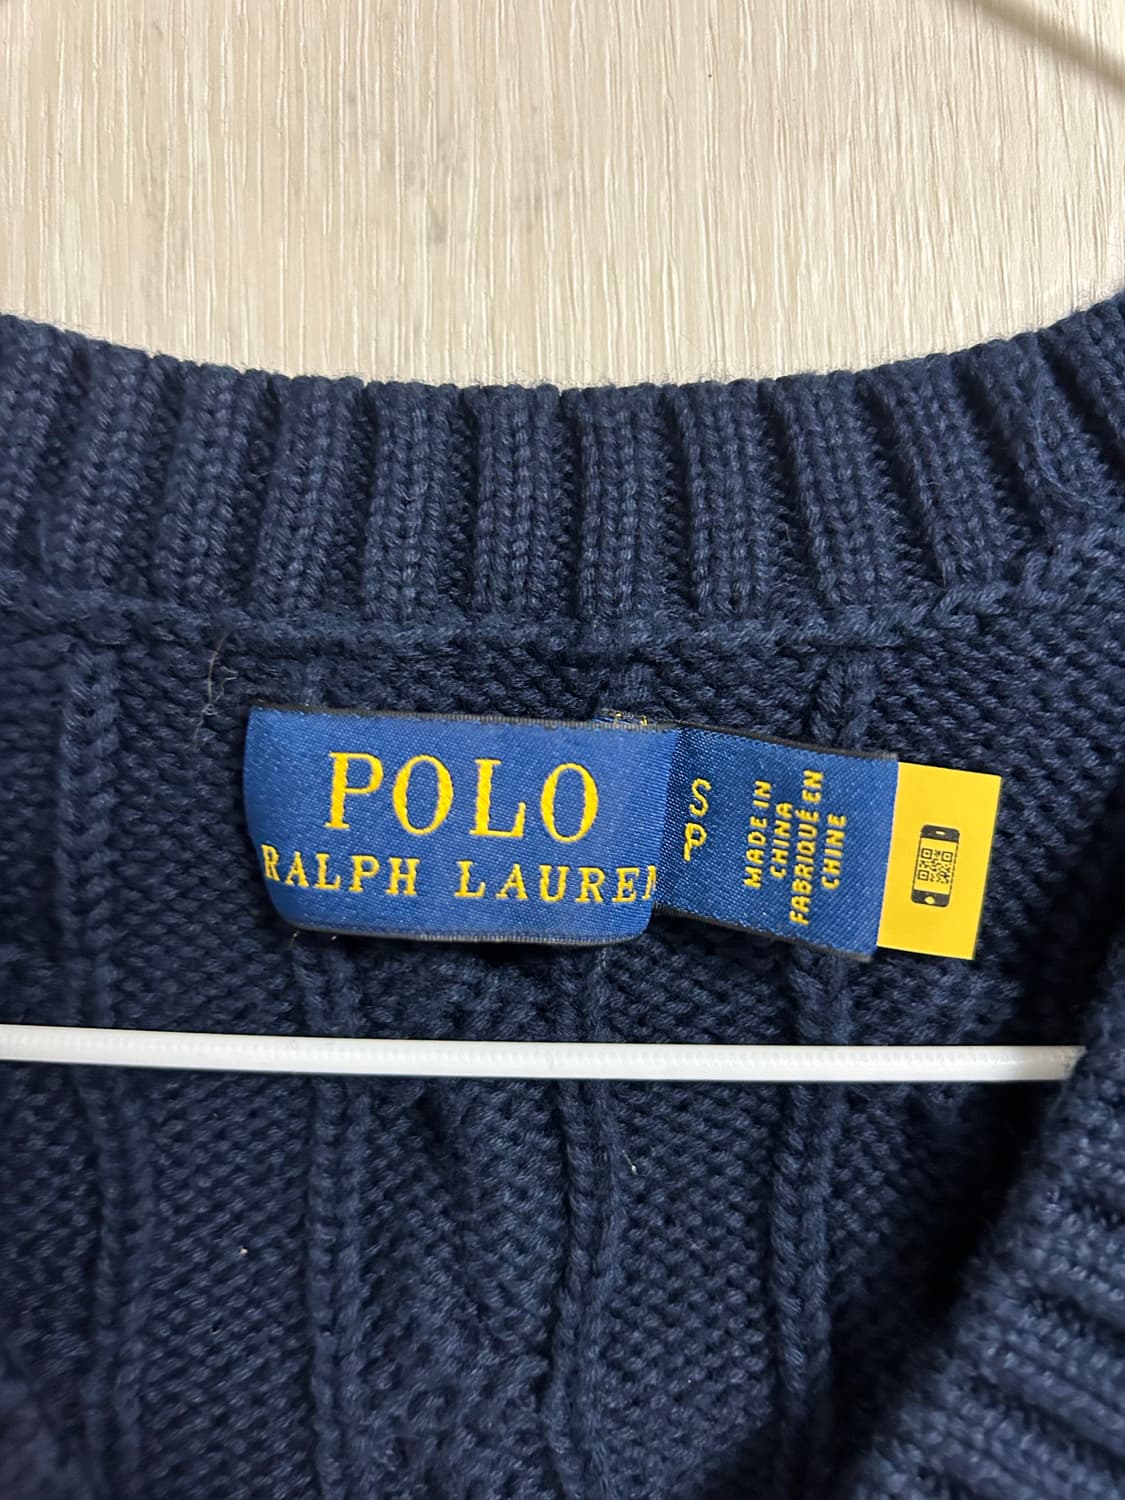 POLO
RALPH LAUREN
S
P
MADE IN
CHINA
FABRIQUÉ EN
CHINE